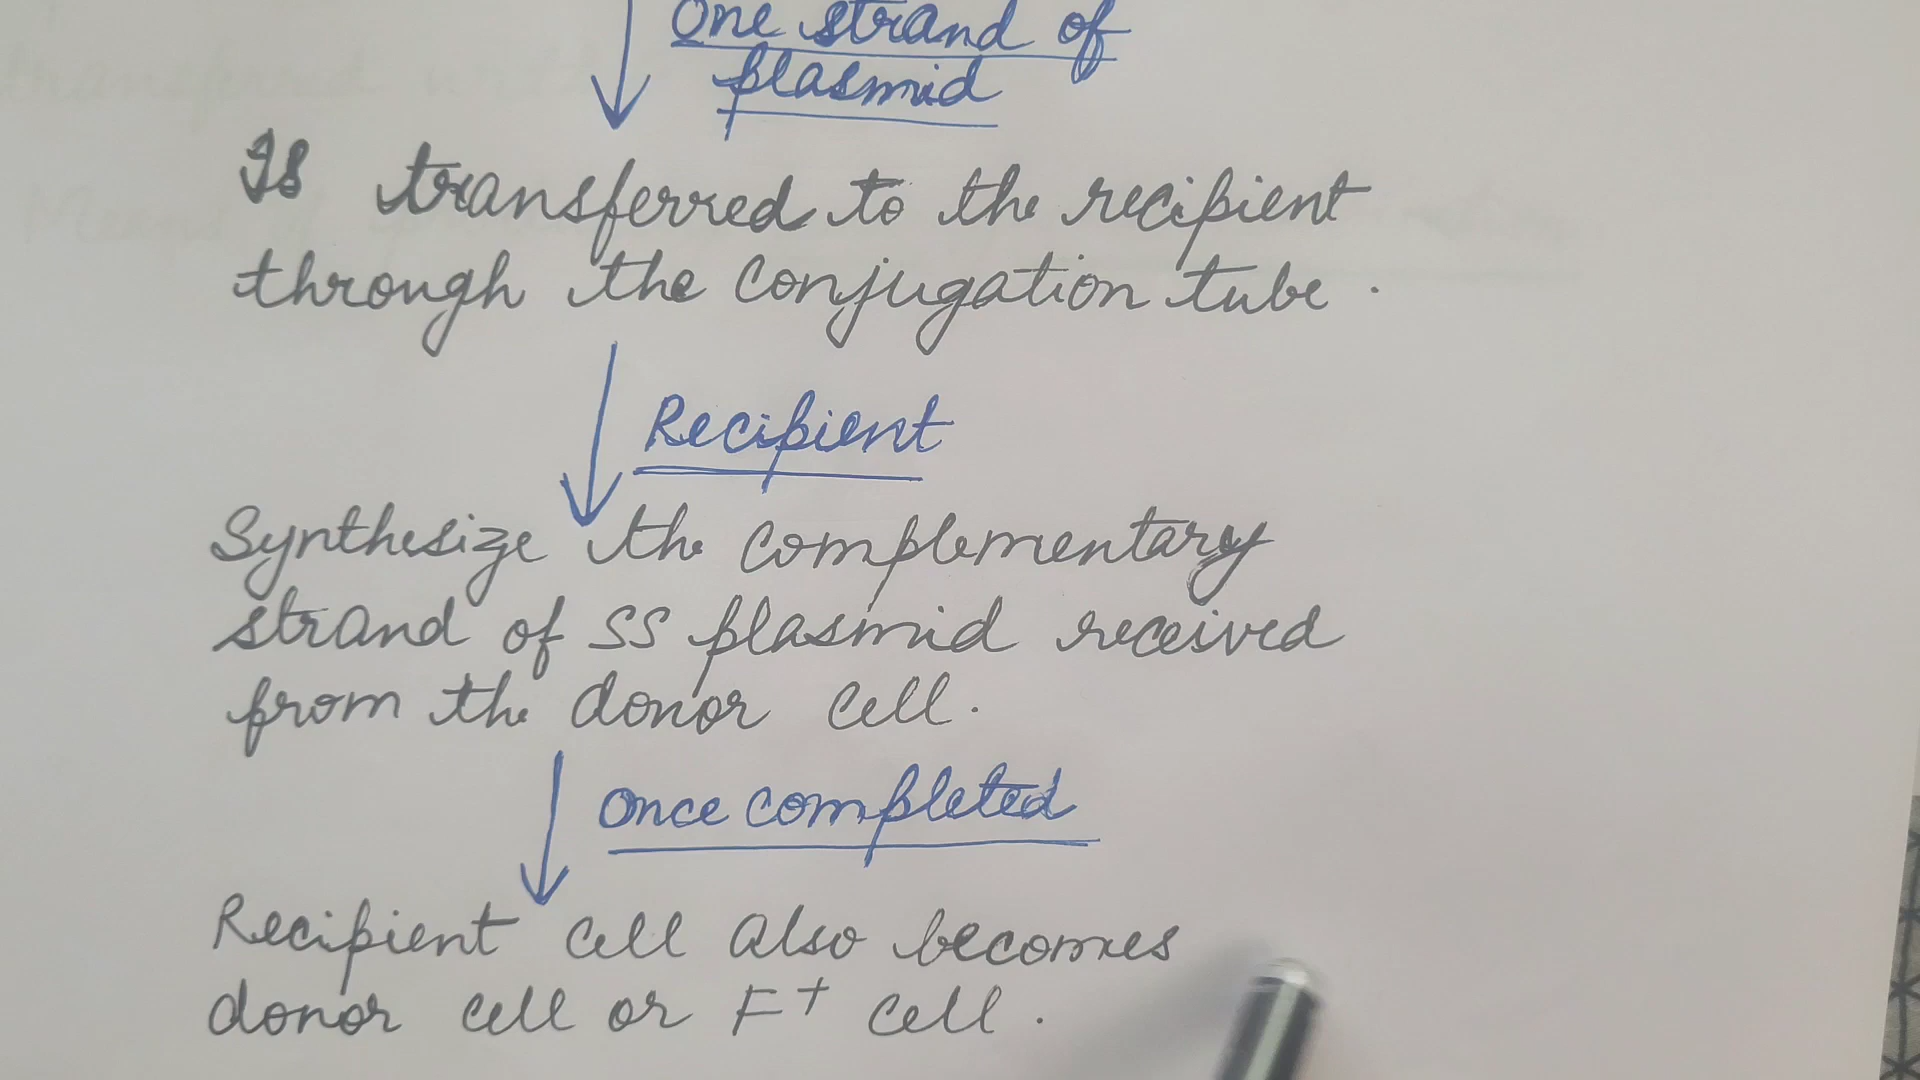 One strand of
plasmid
Is transferred to the recipient
through the conjugation tube.
Recipient
Synthesize the complementary
strand of SS plasmid received
from the donor cell.
Once completed
Recipient cell also becomes
donor cell or F+ cell.